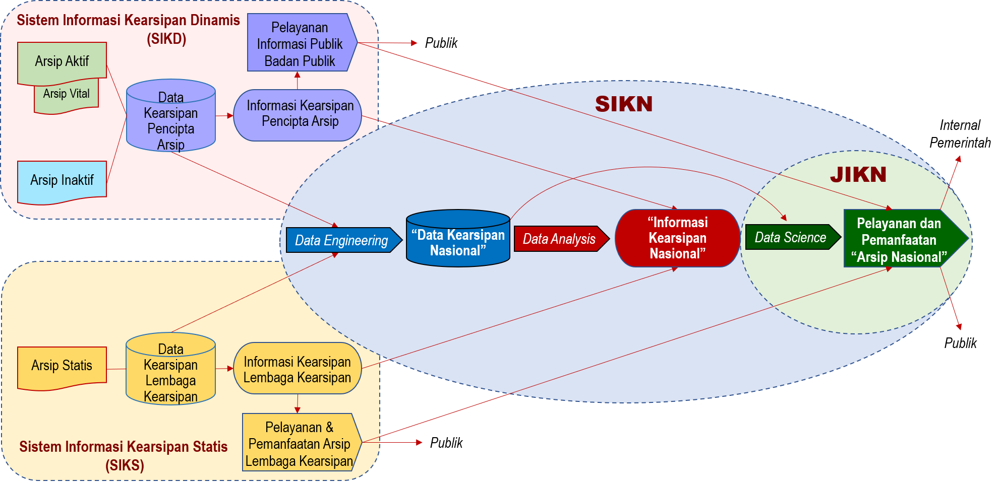 Sistem Informasi Kearsipan Dinamis
(SIKD)
Arsip Aktif
Arsip Vital
Arsip Inaktif
Data
Kearsipan
Pencipta
Arsip
Informasi Kearsipan
Pencipta Arsip
Pelayanan
Informasi Publik
Badan Publik
Publik
SIKN
JIKN
Internal
Pemerintah
Data Engineering
“Data Kearsipan
Nasional”
Data Analysis
“Informasi
Kearsipan
Nasional”
Data Science
Pelayanan dan
Pemanfaatan
“Arsip Nasional”
Publik
Arsip Statis
Data
Kearsipan
Lembaga
Kearsipan
Informasi Kearsipan
Lembaga Kearsipan
Pelayanan &
Pemanfaatan Arsip
Lembaga Kearsipan
Publik
Sistem Informasi Kearsipan Statis
(SIKS)